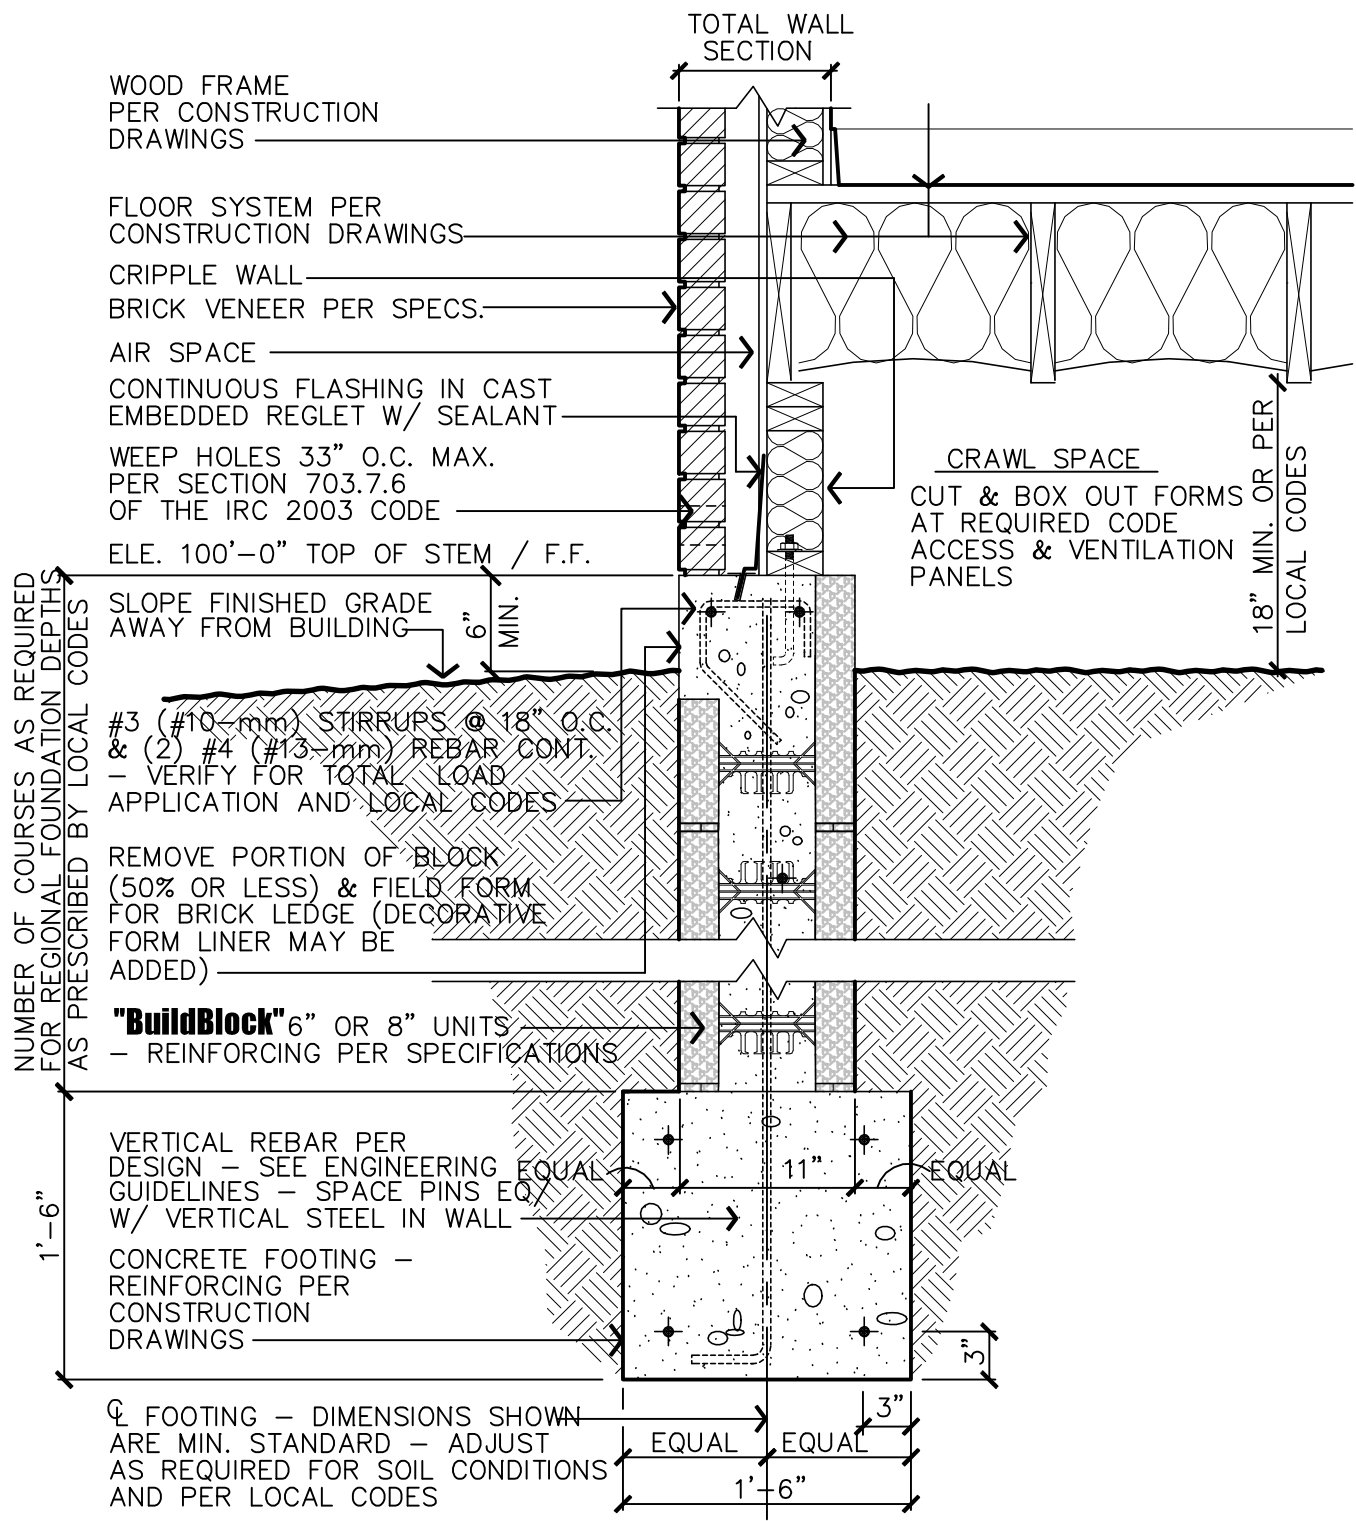 TOTAL WALL
SECTION
WOOD FRAME
PER CONSTRUCTION
DRAWINGS
FLOOR SYSTEM PER
CONSTRUCTION DRAWINGS
CRIPPLE WALL
BRICK VENEER PER SPECS.
AIR SPACE
CONTINUOUS FLASHING IN CAST
EMBEDDED REGLET W/ SEALANT
WEEP HOLES 33" O.C. MAX.
PER SECTION 703.7.6
OF THE IRC 2003 CODE
ELE. 100'-0" TOP OF STEM / F.F.
CRAWL SPACE
CUT & BOX OUT FORMS
AT REQUIRED CODE
ACCESS & VENTILATION
PANELS
18" MIN. OR PER
LOCAL CODES
SLOPE FINISHED GRADE
AWAY FROM BUILDING
6"
MIN.
NUMBER OF COURSES AS REQUIRED
FOR REGIONAL FOUNDATION DEPTHS
AS PRESCRIBED BY LOCAL CODES
#3 (#10-mm) STIRRUPS @ 18" O.C.
& (2) #4 (#13-mm) REBAR CONT.
- VERIFY FOR TOTAL LOAD
APPLICATION AND LOCAL CODES
REMOVE PORTION OF BLOCK
(50% OR LESS) & FIELD FORM
FOR BRICK LEDGE (DECORATIVE
FORM LINER MAY BE
ADDED)
"BuildBlock" 6" OR 8" UNITS
- REINFORCING PER SPECIFICATIONS
VERTICAL REBAR PER
DESIGN - SEE ENGINEERING
GUIDELINES - SPACE PINS EQ/
W/ VERTICAL STEEL IN WALL
EQUAL
11"
EQUAL
1'-6"
CONCRETE FOOTING -
REINFORCING PER
CONSTRUCTION
DRAWINGS
3"
3"
℄ FOOTING - DIMENSIONS SHOWN
ARE MIN. STANDARD - ADJUST
AS REQUIRED FOR SOIL CONDITIONS
AND PER LOCAL CODES
EQUAL
EQUAL
1'-6"